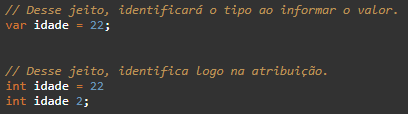 // Desse jeito, identificará o tipo ao informar o valor.
var idade = 22;
// Desse jeito, identifica logo na atribuição.
int idade = 22
int idade 2;